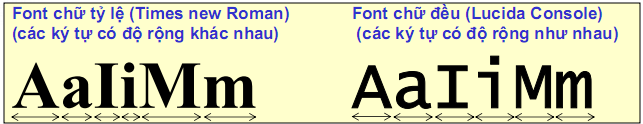 Font chữ tỷ lệ (Times new Roman)
(các ký tự có độ rộng khác nhau)
AaIiMm
Font chữ đều (Lucida Console)
(các ký tự có độ rộng như nhau)
AaIiMm